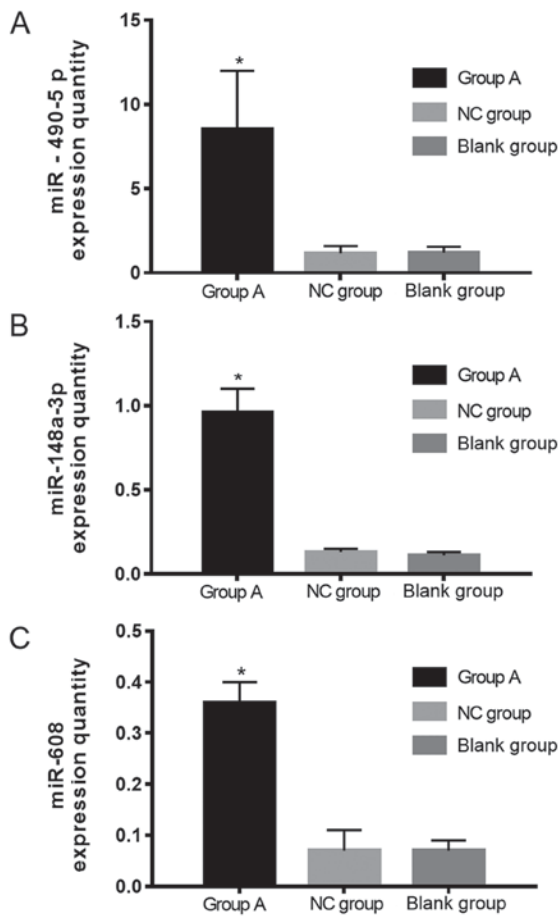 A
miR - 490-5 p
expression quantity
15
10
5
0
*
Group A
NC group
Blank group
Group A
NC group
Blank group
B
miR-148a-3p
expression quantity
1.5
1.0
0.5
0.0
*
Group A
NC group
Blank group
Group A
NC group
Blank group
C
miR-608
expression quantity
0.5
0.4
0.3
0.2
0.1
0.0
*
Group A
NC group
Blank group
Group A
NC group
Blank group